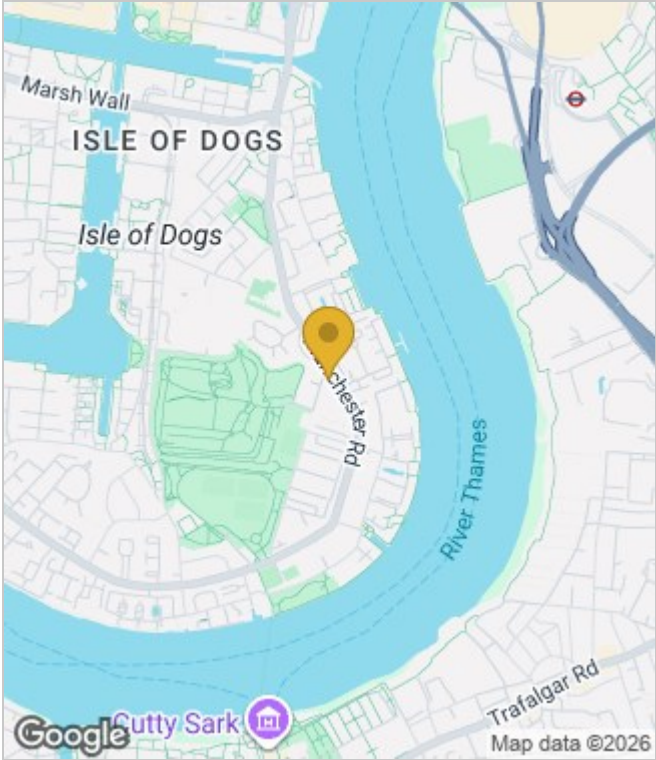 Marsh Wall
ISLE OF DOGS
Isle of Dogs
chester Rd
River Thames
Trafalgar Rd
Cutty Sark
Google
Map data ©2026